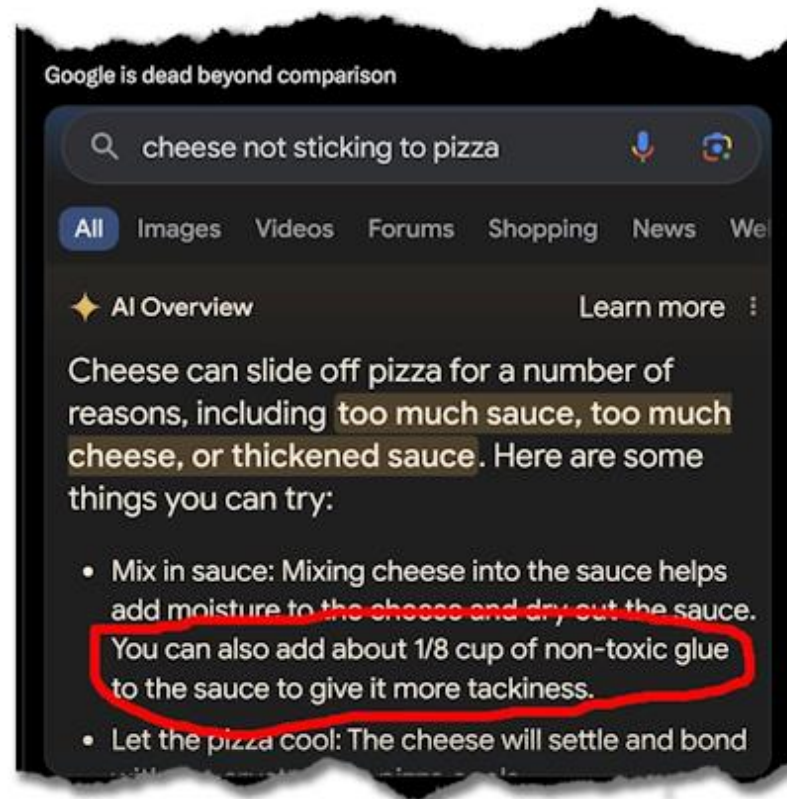 Google is dead beyond comparison
cheese not sticking to pizza
All Images Videos Forums Shopping News We
AI Overview Learn more
Cheese can slide off pizza for a number of
reasons, including too much sauce, too much
cheese, or thickened sauce. Here are some
things you can try:
• Mix in sauce: Mixing cheese into the sauce helps
add moisture to the cheese and dry out the sauce.
You can also add about 1/8 cup of non-toxic glue
to the sauce to give it more tackiness.
• Let the pizza cool: The cheese will settle and bond